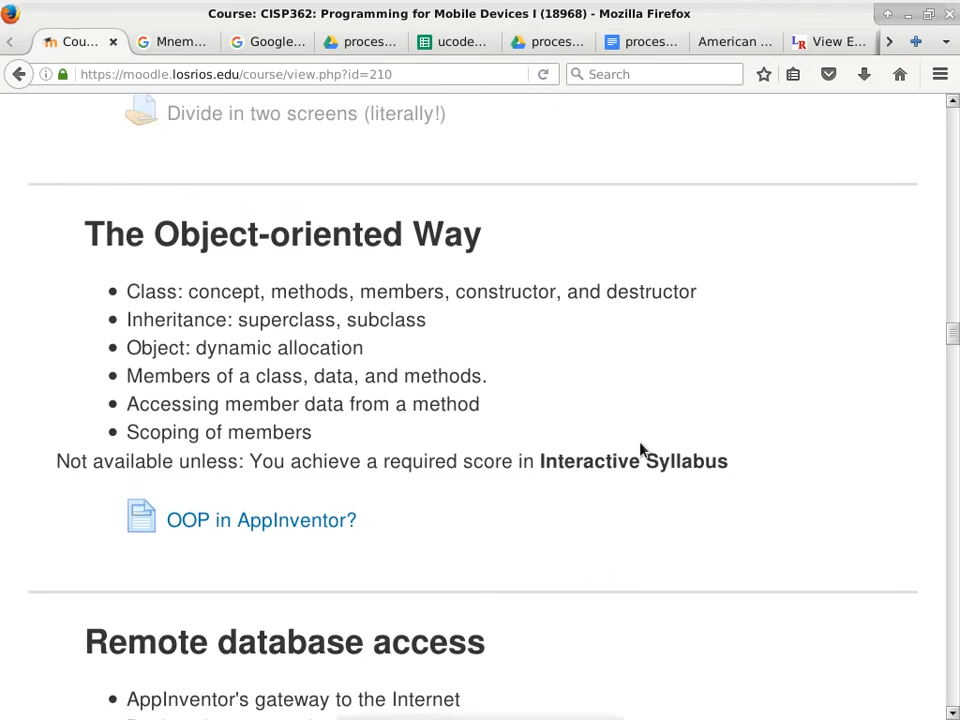 Course: CISP362: Programming for Mobile Devices I (18968) - Mozilla Firefox
Cou...
Mnem...
Google...
proces...
ucode...
proces...
proces...
American ...
View E...
https://moodle.losrios.edu/course/view.php?id=210
Search
Divide in two screens (literally!)
The Object-oriented Way
Class: concept, methods, members, constructor, and destructor
Inheritance: superclass, subclass
Object: dynamic allocation
Members of a class, data, and methods.
Accessing member data from a method
Scoping of members
Not available unless: You achieve a required score in Interactive Syllabus
OOP in AppInventor?
Remote database access
AppInventor's gateway to the Internet